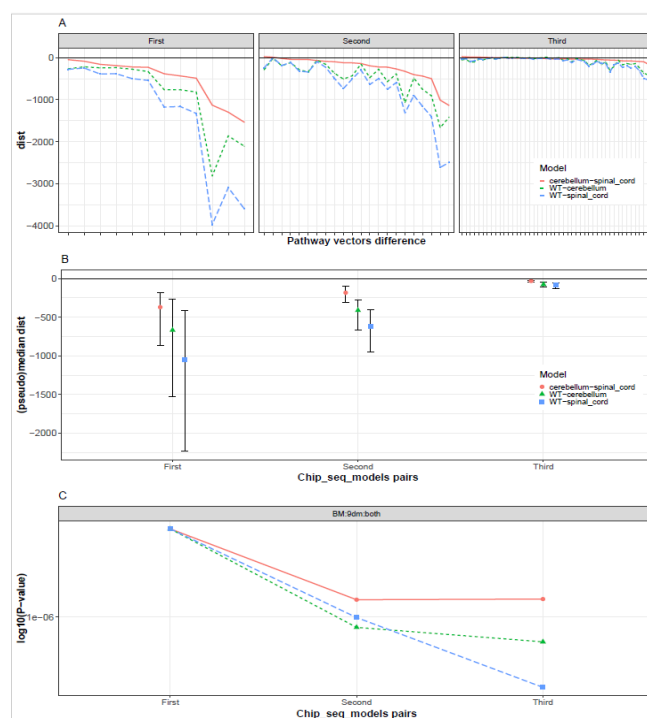 A
First
Second
Third
0
−1000
−2000
−3000
−4000
dist
Model
cerebellum−spinal_cord
WT−cerebellum
WT−spinal_cord
Pathway vectors difference
B
0
−500
−1000
−1500
−2000
(pseudo)median dist
Model
cerebellum−spinal_cord
WT−cerebellum
WT−spinal_cord
First
Second
Third
Chip_seq_models pairs
C
BM:9dm:both
1e−06
log10(P−value)
First
Second
Third
Chip_seq_models pairs